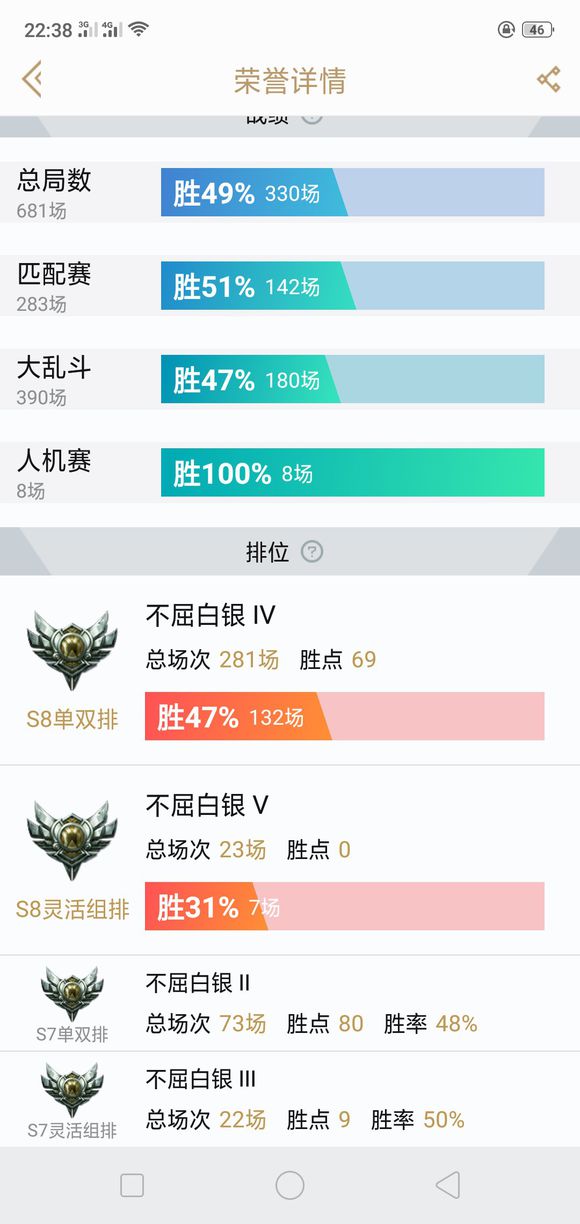 22:38 3G 4G 46
荣誉详情
战绩 ?
总局数
681场
胜49% 330场
匹配赛
283场
胜51% 142场
大乱斗
390场
胜47% 180场
人机赛
8场
胜100% 8场
排位 ?
不屈白银 IV
总场次 281场 胜点 69
S8单双排
胜47% 132场
不屈白银 V
总场次 23场 胜点 0
S8灵活组排
胜31% 7场
不屈白银 II
总场次 73场 胜点 80 胜率 48%
S7单双排
不屈白银 III
总场次 22场 胜点 9 胜率 50%
S7灵活组排